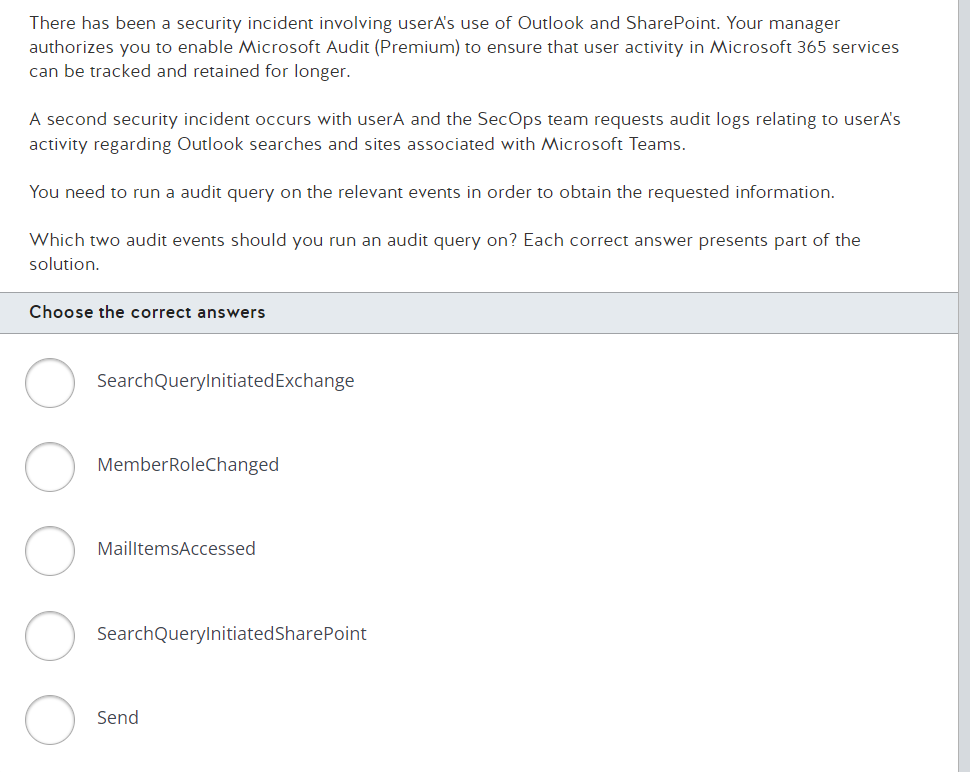 There has been a security incident involving userA's use of Outlook and SharePoint. Your manager
authorizes you to enable Microsoft Audit (Premium) to ensure that user activity in Microsoft 365 services
can be tracked and retained for longer.
A second security incident occurs with userA and the SecOps team requests audit logs relating to userA's
activity regarding Outlook searches and sites associated with Microsoft Teams.
You need to run a audit query on the relevant events in order to obtain the requested information.
Which two audit events should you run an audit query on? Each correct answer presents part of the
solution.
Choose the correct answers
SearchQueryInitiatedExchange
MemberRoleChanged
MailItemsAccessed
SearchQueryInitiatedSharePoint
Send